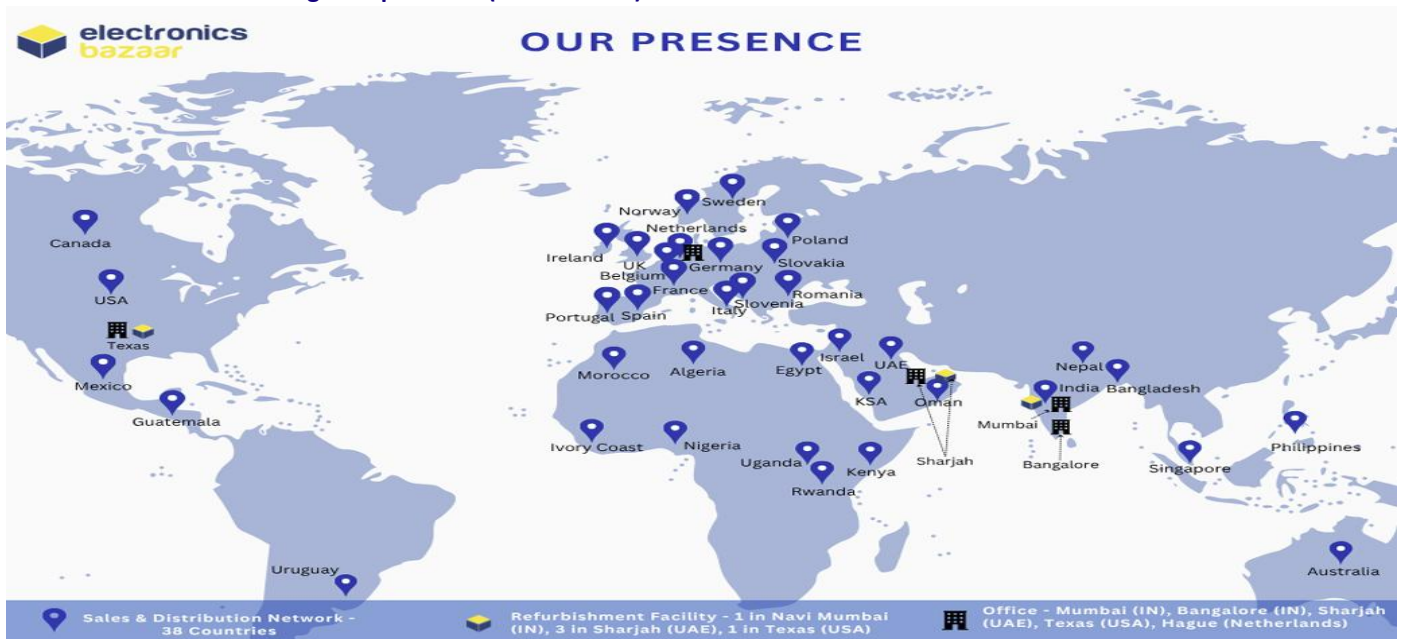 electronics
bazaar
OUR PRESENCE
Sweden
Norway
Netherlands
Canada
Ireland
UK
Poland
Belgium
Germany
Slovakia
USA
France
Romania
Slovenia
Italy
Portugal
Spain
Texas
Israel
UAE
Nepal
Mexico
Morocco
Algeria
Egypt
KSA
Oman
India
Bangladesh
Guatemala
Mumbai
Ivory Coast
Nigeria
Uganda
Kenya
Sharjah
Bangalore
Singapore
Philippines
Rwanda
Uruguay
Australia
Sales & Distribution Network -
38 Countries
Refurbishment Facility - 1 in Navi Mumbai
(IN), 3 in Sharjah (UAE), 1 in Texas (USA)
Office - Mumbai (IN), Bangalore (IN), Sharjah
(UAE), Texas (USA), Hague (Netherlands)